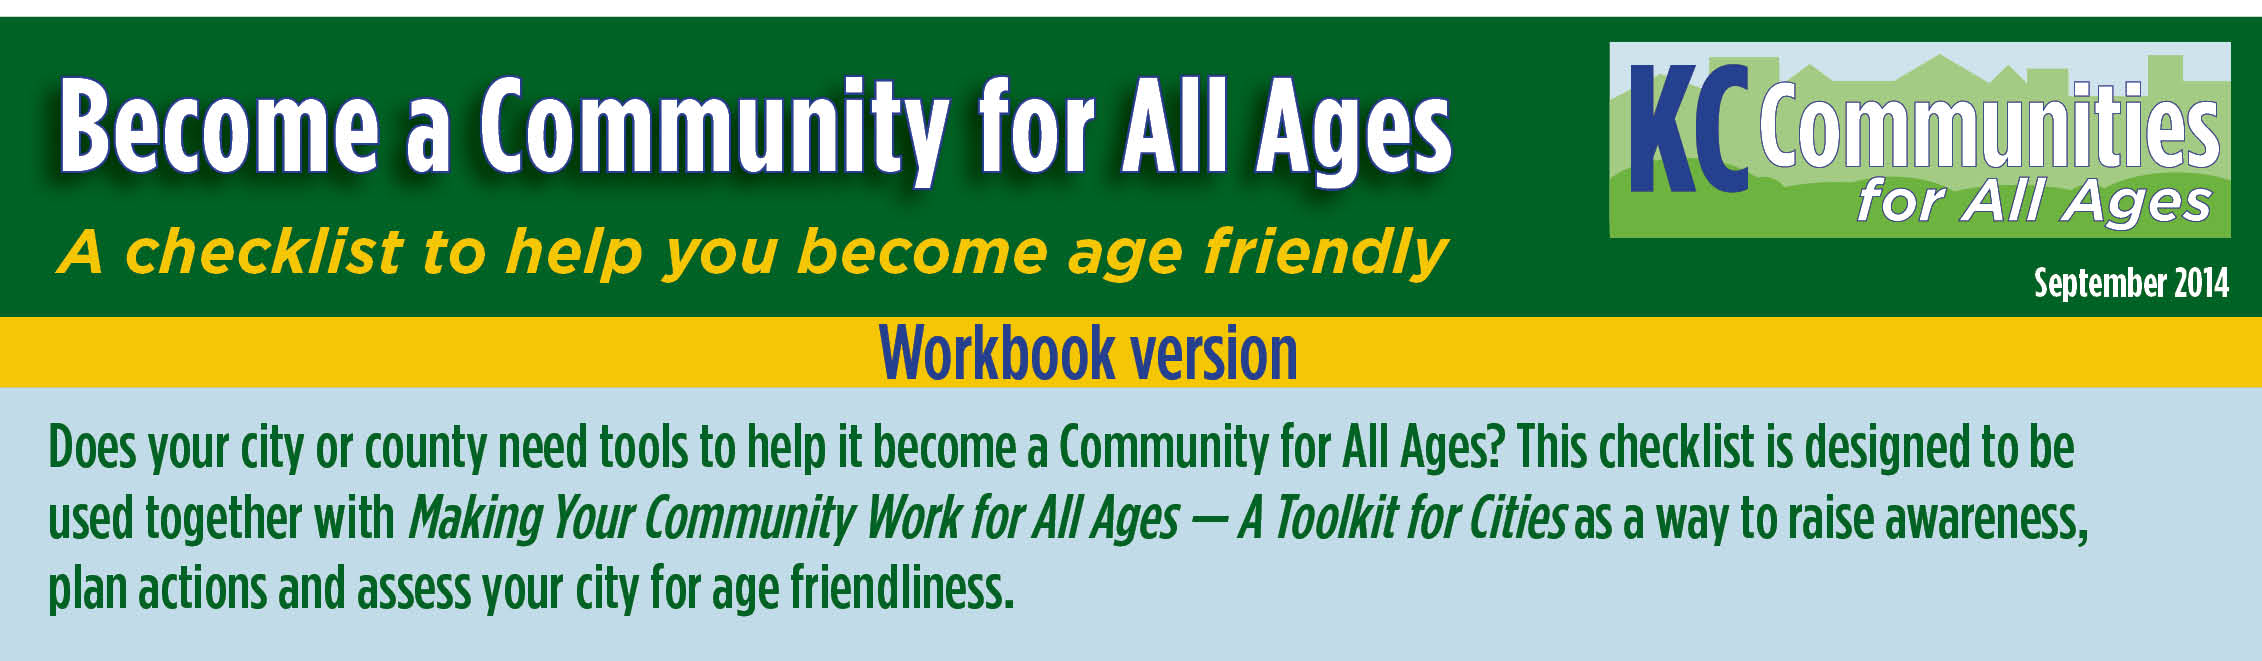 Become a Community for All Ages
A checklist to help you become age friendly
KC Communities
for All Ages
September 2014
Workbook version
Does your city or county need tools to help it become a Community for All Ages? This checklist is designed to be
used together with Making Your Community Work for All Ages — A Toolkit for Cities as a way to raise awareness,
plan actions and assess your city for age friendliness.